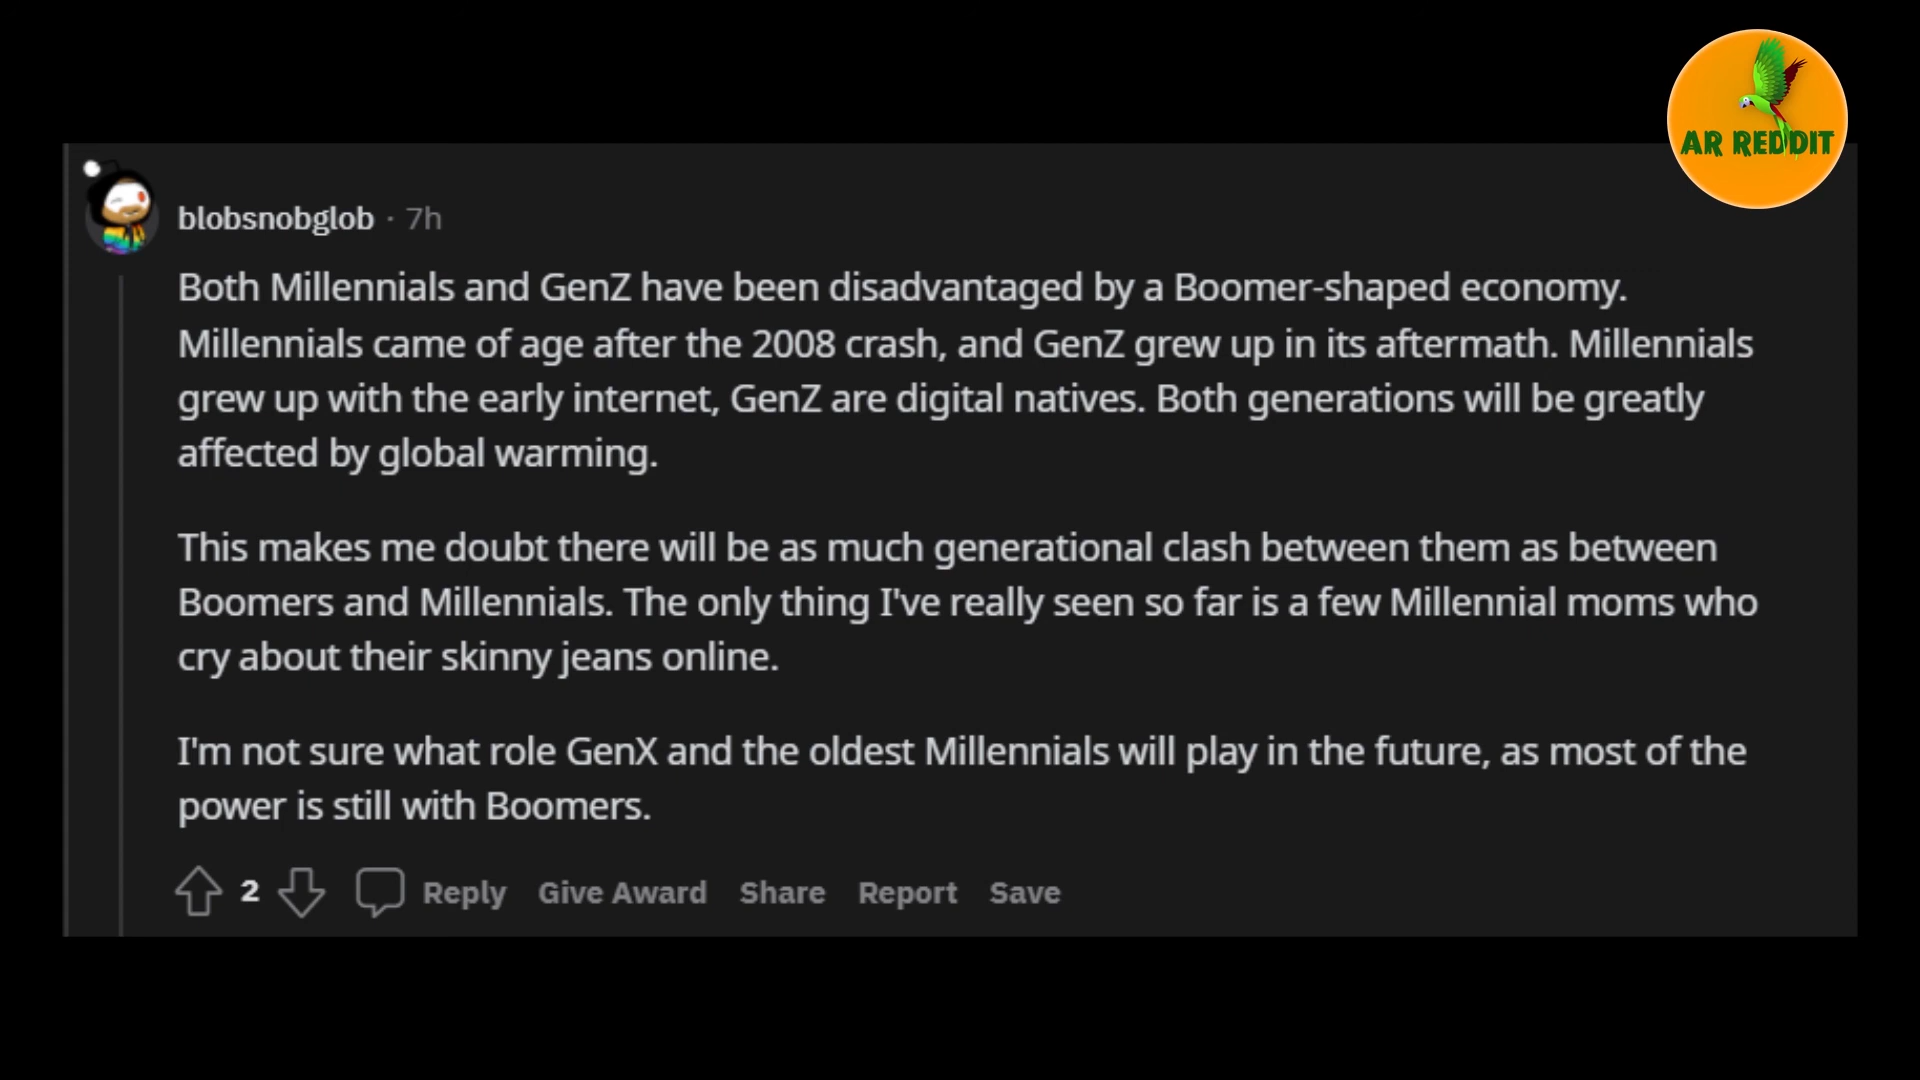 AR REDDIT
blobsnobglob · 7h
Both Millennials and GenZ have been disadvantaged by a Boomer-shaped economy.
Millennials came of age after the 2008 crash, and GenZ grew up in its aftermath. Millennials
grew up with the early internet, GenZ are digital natives. Both generations will be greatly
affected by global warming.
This makes me doubt there will be as much generational clash between them as between
Boomers and Millennials. The only thing I've really seen so far is a few Millennial moms who
cry about their skinny jeans online.
I'm not sure what role GenX and the oldest Millennials will play in the future, as most of the
power is still with Boomers.
2 Reply Give Award Share Report Save